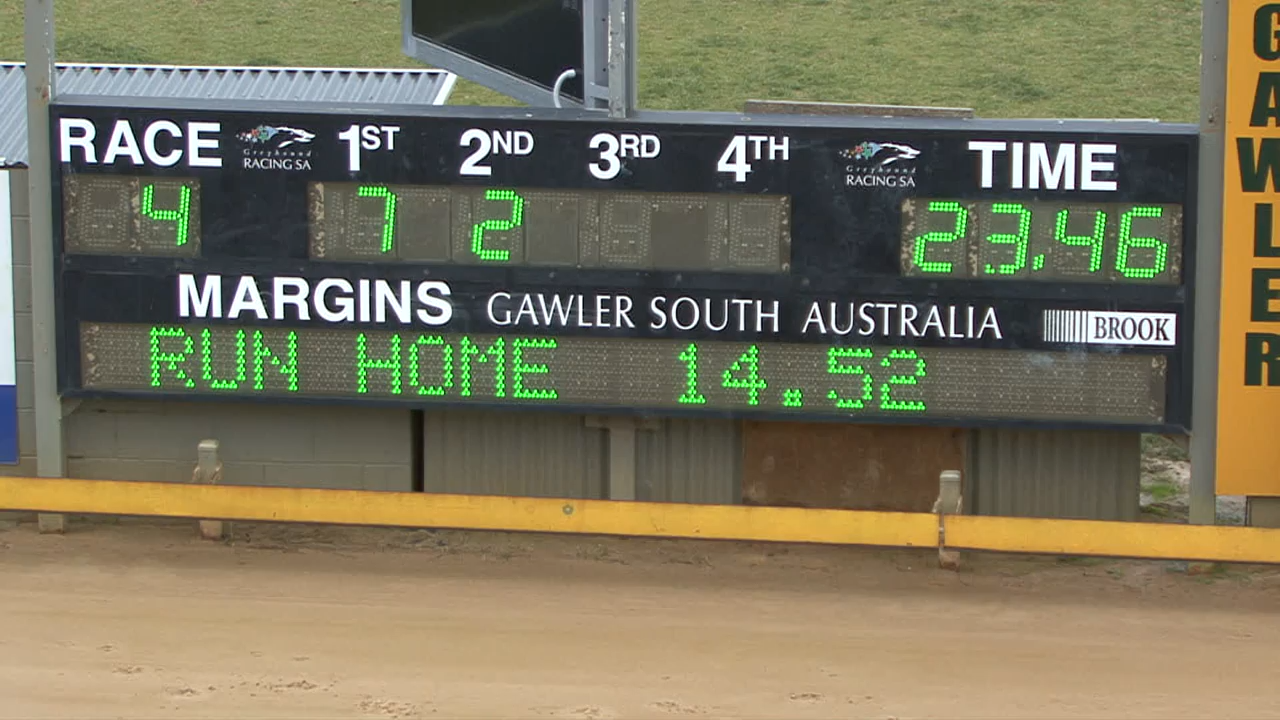 RACE Greyhound RACING SA 1ST 2ND 3RD 4TH Greyhound RACING SA TIME
4 7 2 23.46
MARGINS GAWLER SOUTH AUSTRALIA BROOK
RUN HOME 14.52
GAWLER